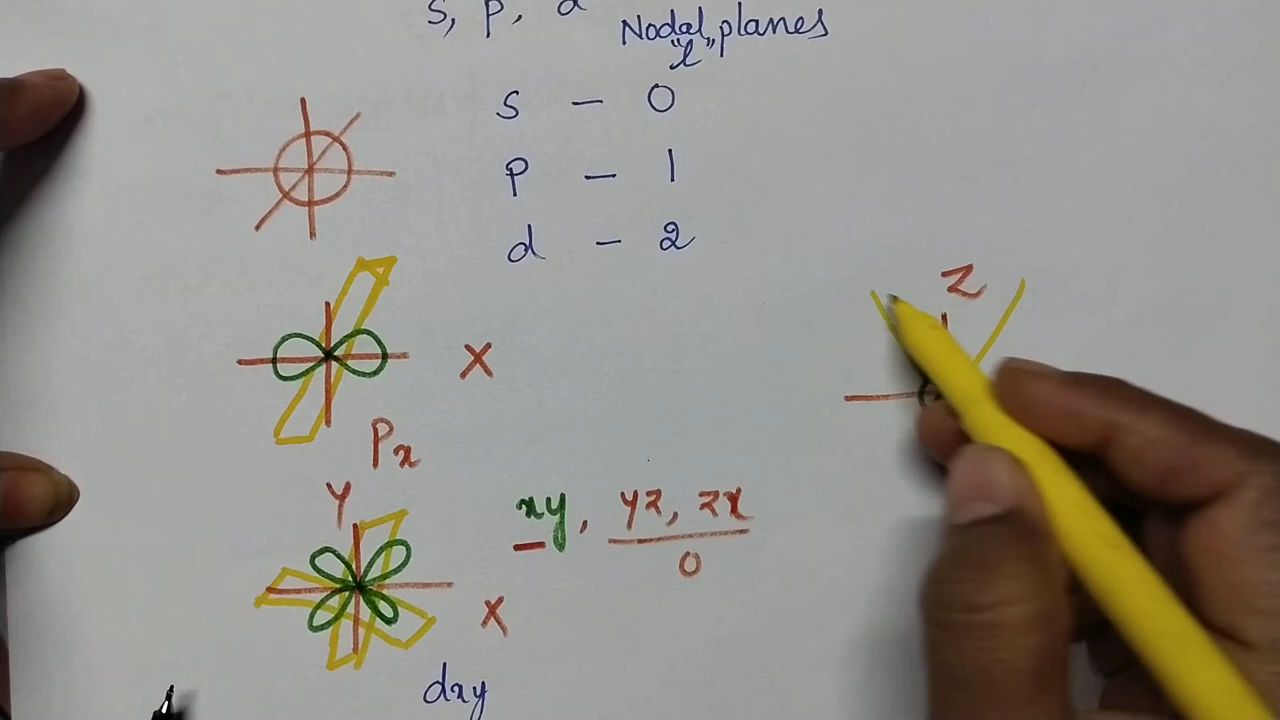 s, p, d
Nodal planes
"l"
s - 0
p - 1
d - 2
Z
X
Px
Y
xy, yz, zx
0
X
dxy